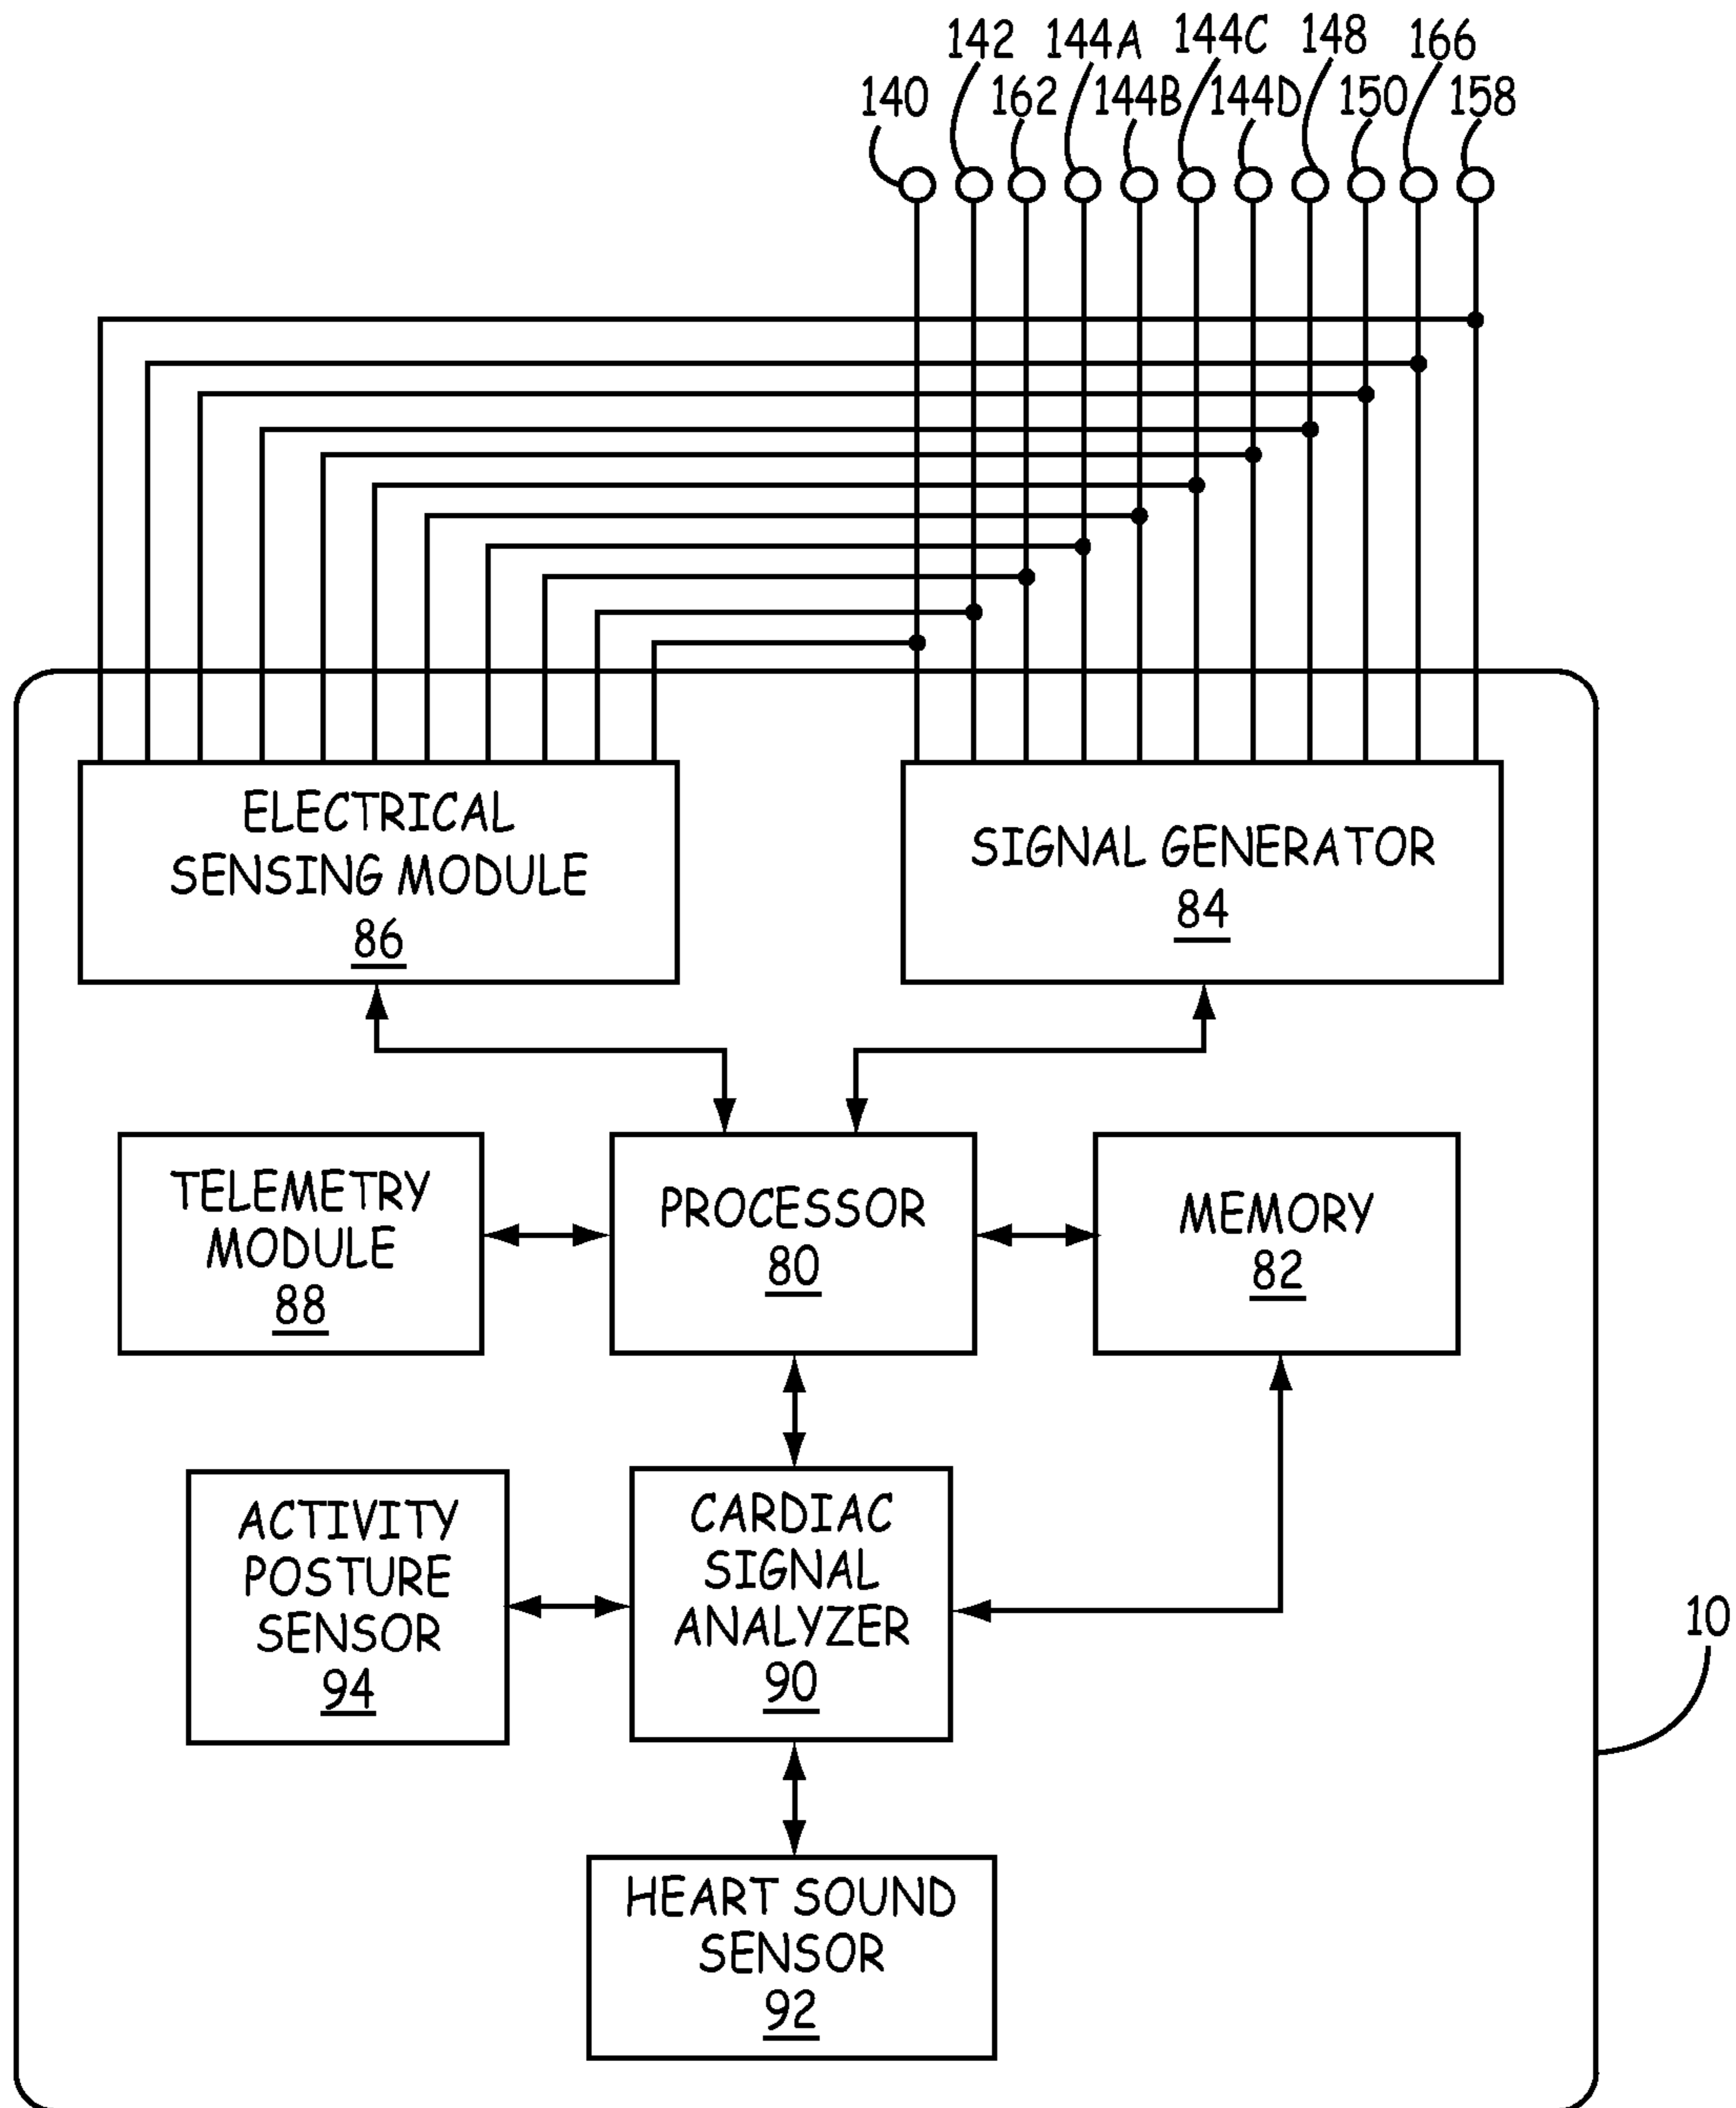 142 144A 144C 148 166
140 162 144B 144D 150 158
ELECTRICAL
SENSING MODULE
86
SIGNAL GENERATOR
84
TELEMETRY
MODULE
88
PROCESSOR
80
MEMORY
82
ACTIVITY
POSTURE
SENSOR
94
CARDIAC
SIGNAL
ANALYZER
90
10
HEART SOUND
SENSOR
92